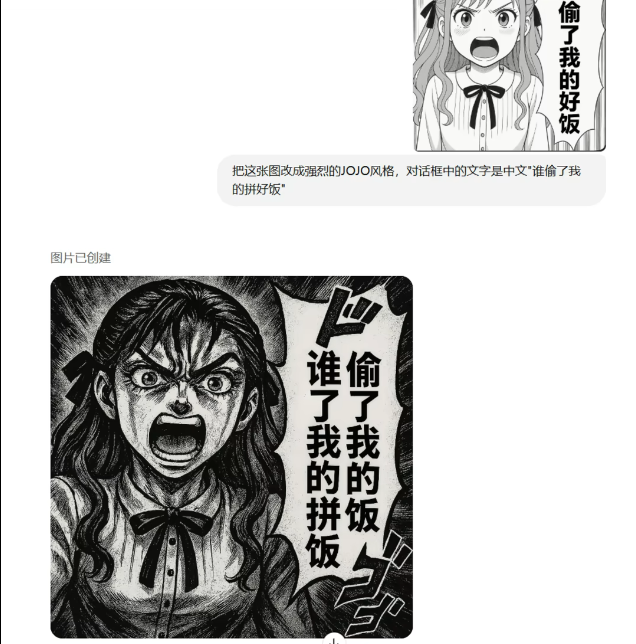 偷了我的好饭
把这张图改成强烈的JOJO风格，对话框中的文字是中文"谁偷了我
的拼好饭"
图片已创建
ド
偷了我的饭
谁了我的拼饭
ゴゴ